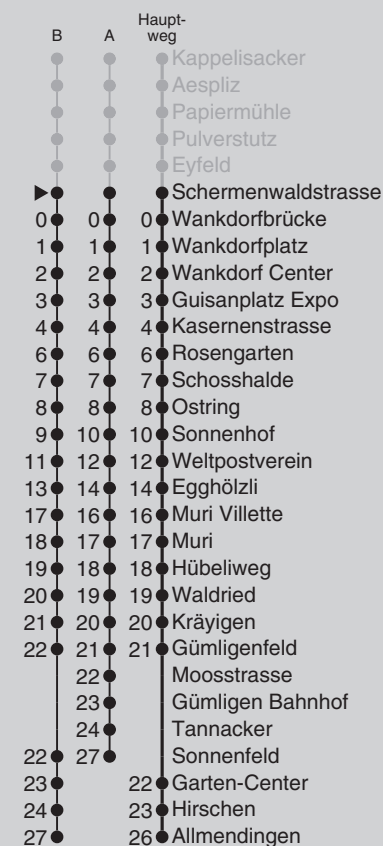 B A Haupt-
weg
Kappelisacker
Aespliz
Papiermühle
Pulverstutz
Eyfeld
Schermenwaldstrasse
0 0 0 Wankdorfbrücke
1 1 1 Wankdorfplatz
2 2 2 Wankdorf Center
3 3 3 Guisanplatz Expo
4 4 4 Kasernenstrasse
6 6 6 Rosengarten
7 7 7 Schosshalde
8 8 8 Ostring
9 10 10 Sonnenhof
11 12 12 Weltpostverein
13 14 14 Egghölzli
17 16 16 Muri Villette
18 17 17 Muri
19 18 18 Hübeliweg
20 19 19 Waldried
21 20 20 Kräyigen
22 21 21 Gümligenfeld
22 Moosstrasse
23 Gümligen Bahnhof
24 Tannacker
22 27 Sonnenfeld
23 22 Garten-Center
24 23 Hirschen
27 26 Allmendingen